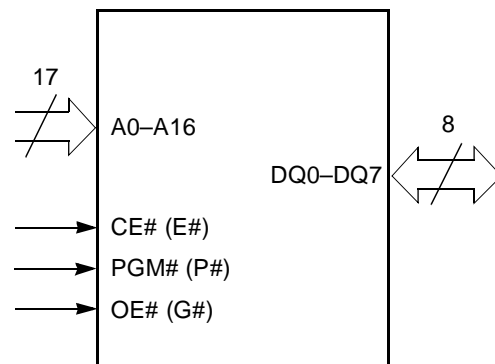 17
A0–A16
8
DQ0–DQ7
CE# (E#)
PGM# (P#)
OE# (G#)